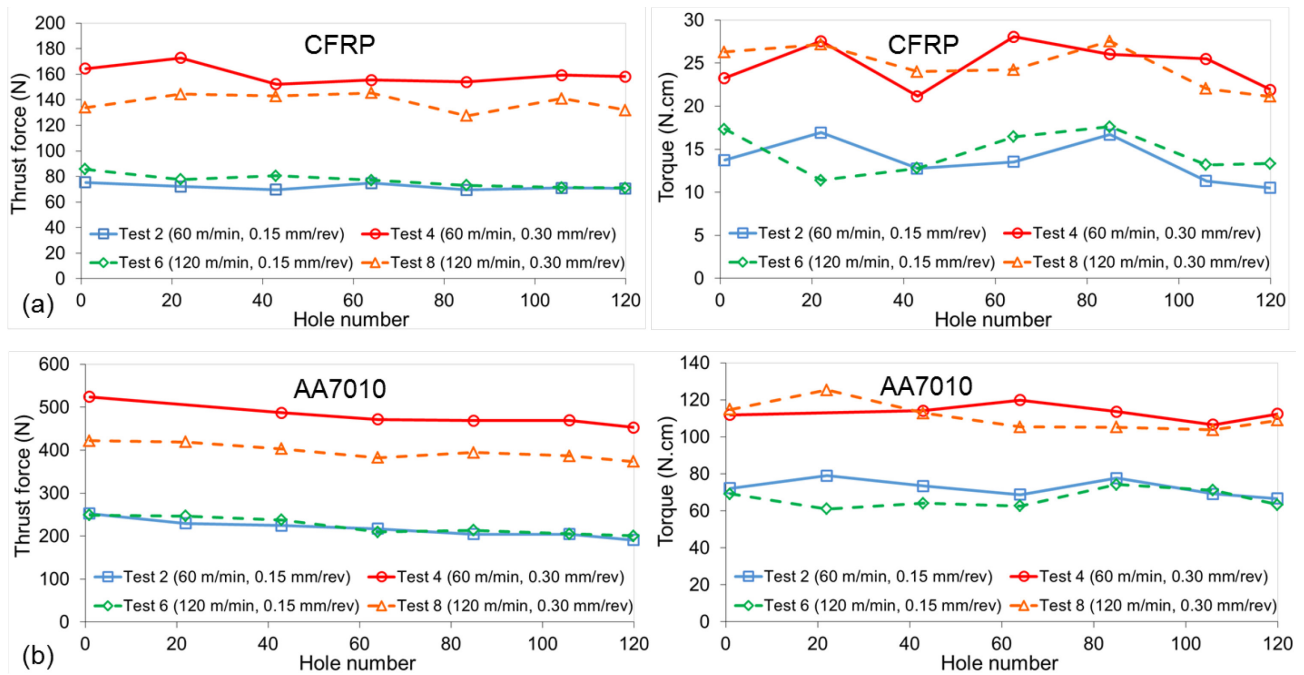 CFRP
Thrust force (N)
200
180
160
140
120
100
80
60
40
20
0
Test 2 (60 m/min, 0.15 mm/rev)
Test 4 (60 m/min, 0.30 mm/rev)
Test 6 (120 m/min, 0.15 mm/rev)
Test 8 (120 m/min, 0.30 mm/rev)
0 20 40 60 80 100 120
Hole number
(a)
CFRP
Torque (N.cm)
30
25
20
15
10
5
0
Test 2 (60 m/min, 0.15 mm/rev)
Test 4 (60 m/min, 0.30 mm/rev)
Test 6 (120 m/min, 0.15 mm/rev)
Test 8 (120 m/min, 0.30 mm/rev)
0 20 40 60 80 100 120
Hole number
AA7010
Thrust force (N)
600
500
400
300
200
100
0
Test 2 (60 m/min, 0.15 mm/rev)
Test 4 (60 m/min, 0.30 mm/rev)
Test 6 (120 m/min, 0.15 mm/rev)
Test 8 (120 m/min, 0.30 mm/rev)
0 20 40 60 80 100 120
Hole number
(b)
AA7010
Torque (N.cm)
140
120
100
80
60
40
20
0
Test 2 (60 m/min, 0.15 mm/rev)
Test 4 (60 m/min, 0.30 mm/rev)
Test 6 (120 m/min, 0.15 mm/rev)
Test 8 (120 m/min, 0.30 mm/rev)
0 20 40 60 80 100 120
Hole number